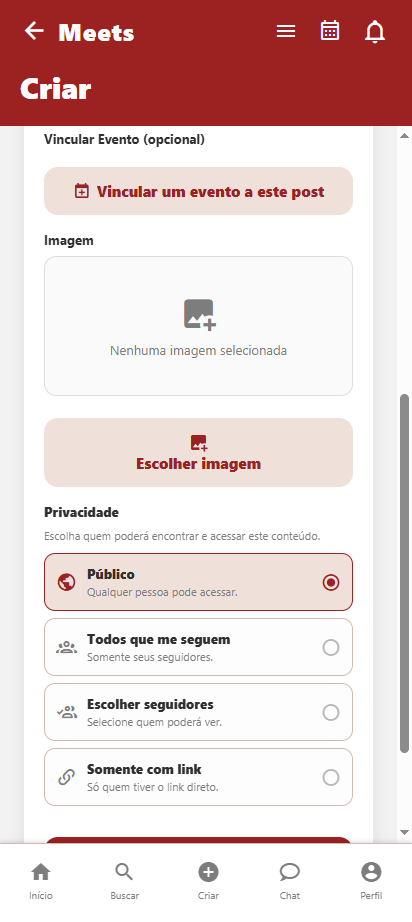 Meets
Criar
Vincular Evento (opcional)
Vincular um evento a este post
Imagem
Nenhuma imagem selecionada
Escolher imagem
Privacidade
Escolha quem poderá encontrar e acessar este conteúdo.
Público
Qualquer pessoa pode acessar.
Todos que me seguem
Somente seus seguidores.
Escolher seguidores
Selecione quem poderá ver.
Somente com link
Só quem tiver o link direto.
Início
Buscar
Criar
Chat
Perfil